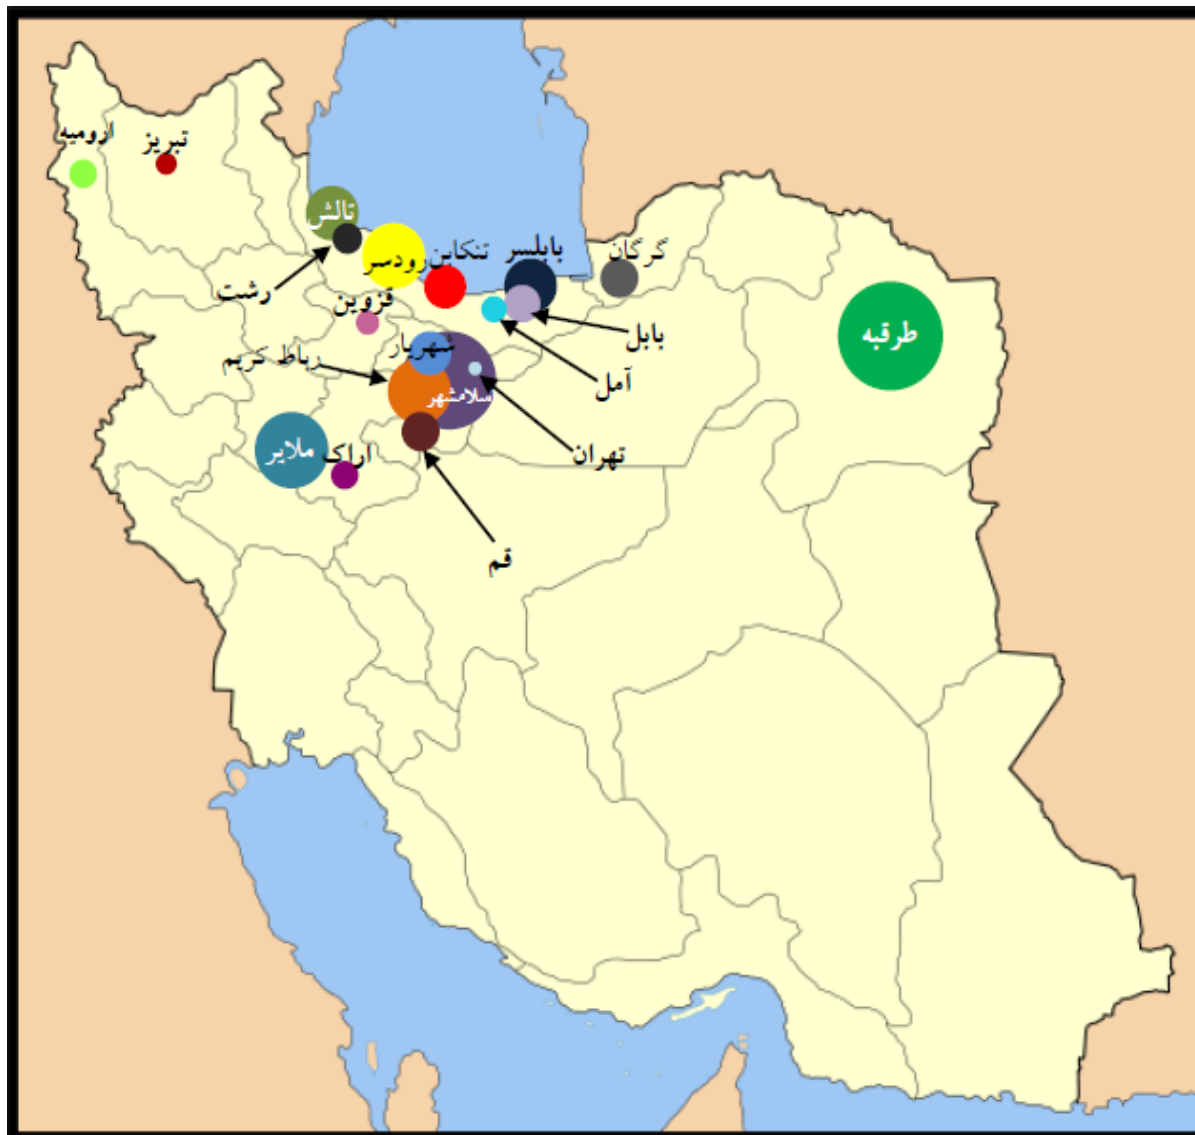 ارومیه
تبریز
تالش
رودسر
تنکابن
بابلسر
گرگان
رشت
قزوین
بابل
طرقبه
شهریار
رباط کریم
آمل
سلامشهر
ملایر
اراک
تهران
قم